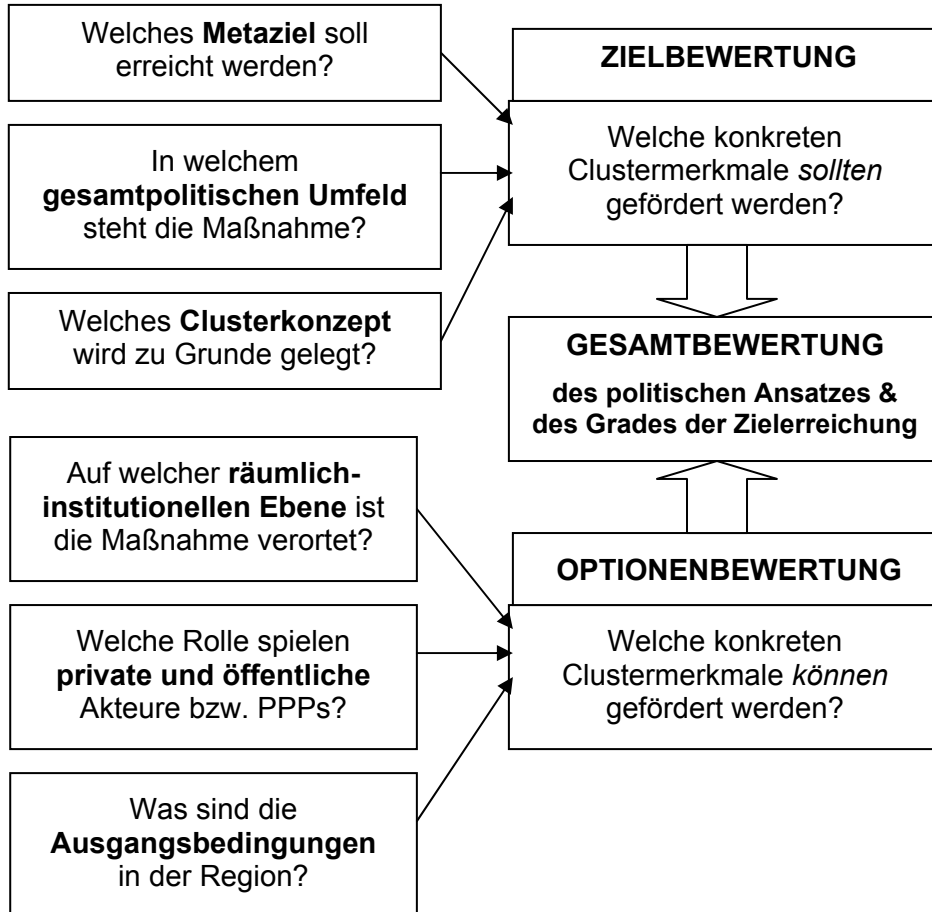 Welches Metaziel soll
erreicht werden?
In welchem
gesamtpolitischen Umfeld
steht die Maßnahme?
Welches Clusterkonzept
wird zu Grunde gelegt?
ZIELBEWERTUNG
Welche konkreten
Clustermerkmale sollten
gefördert werden?
GESAMTBEWERTUNG
des politischen Ansatzes &
des Grades der Zielerreichung
Auf welcher räumlich-
institutionellen Ebene ist
die Maßnahme verortet?
Welche Rolle spielen
private und öffentliche
Akteure bzw. PPPs?
Was sind die
Ausgangsbedingungen
in der Region?
OPTIONENBEWERTUNG
Welche konkreten
Clustermerkmale können
gefördert werden?